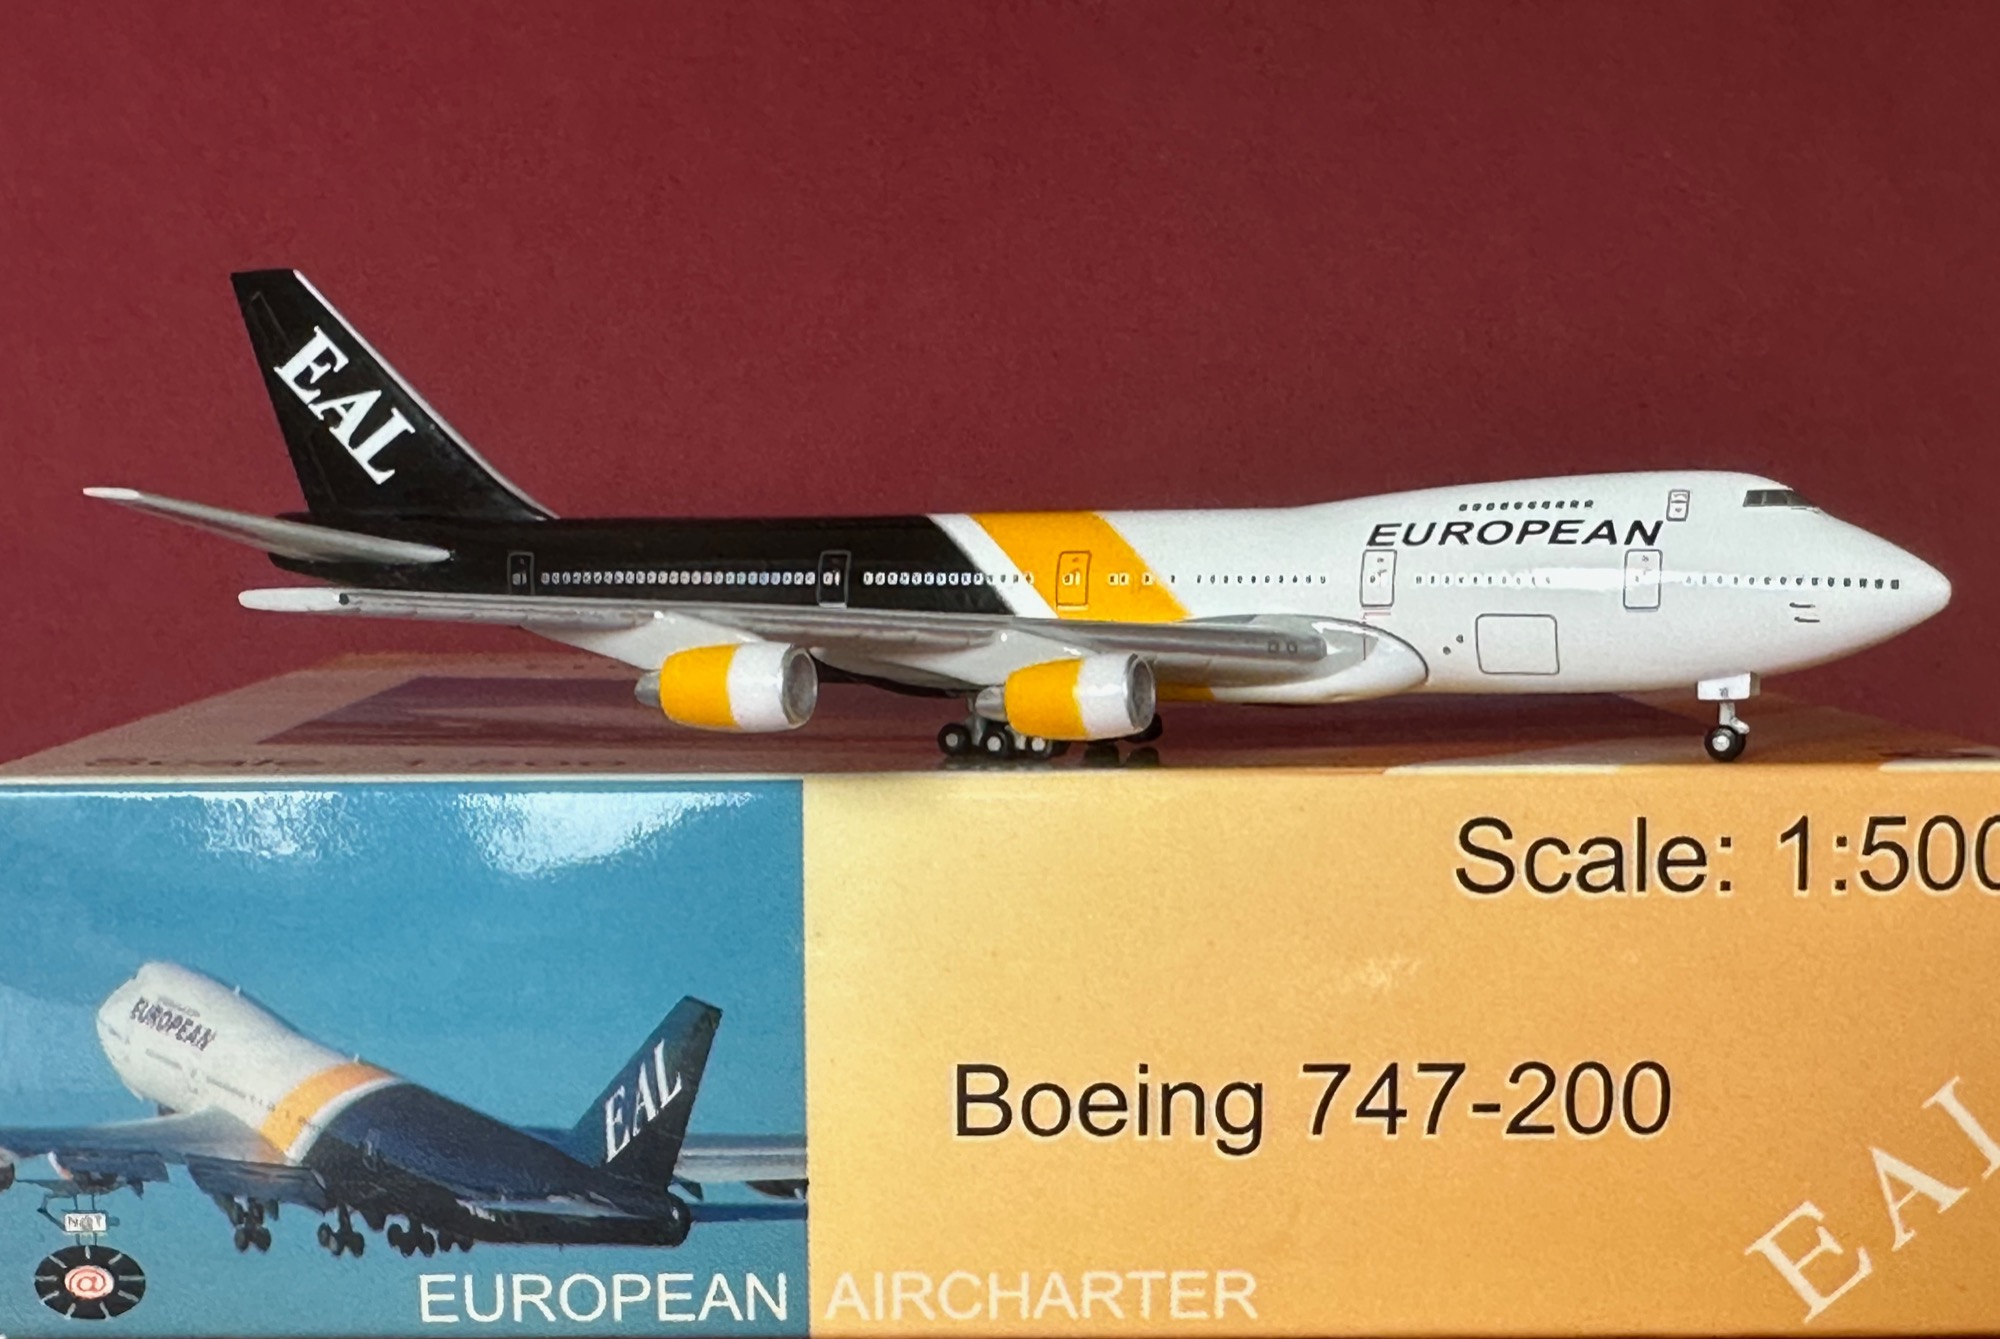 EAL
EUROPEAN
Scale: 1:500
EUROPEAN
EAL
Boeing 747-200
EAL
@
EUROPEAN AIRCHARTER